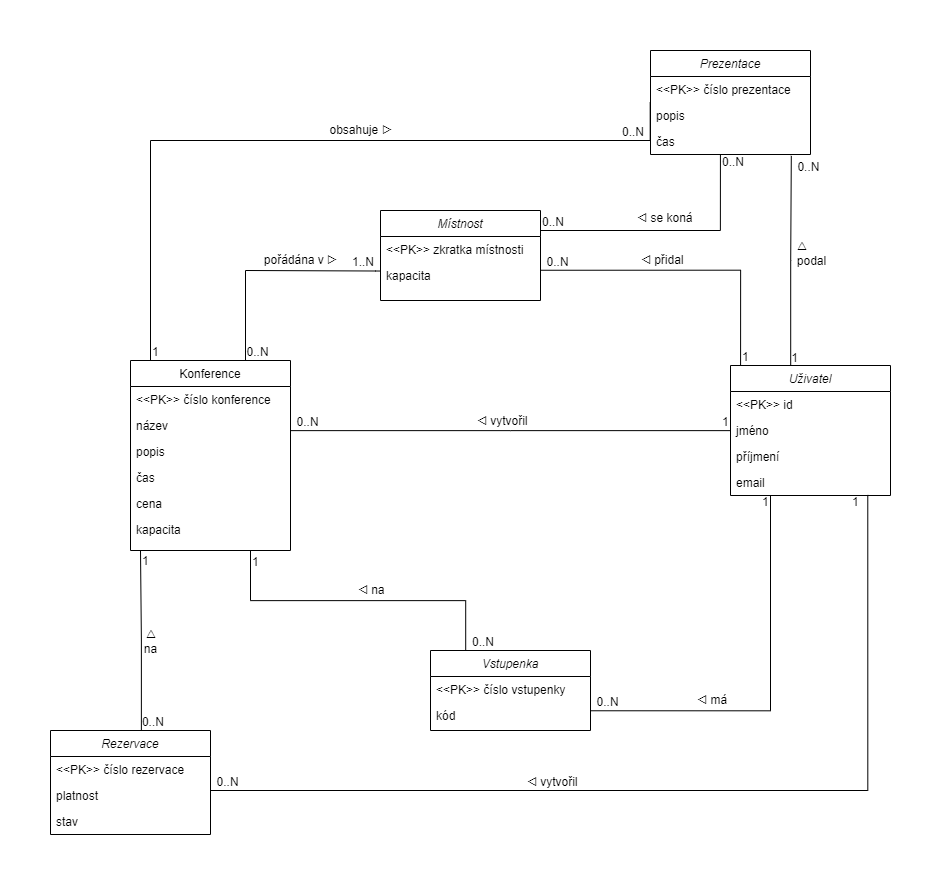 Prezentace
<<PK>> číslo prezentace
popis
čas
obsahuje ▷
0..N
0..N
0..N
Místnost
<<PK>> zkratka místnosti
kapacita
0..N
◁ se koná
△
podal
pořádána v ▷
1..N
0..N
◁ přidal
1
0..N
1
1
Konference
<<PK>> číslo konference
název
popis
čas
cena
kapacita
0..N
◁ vytvořil
1
Uživatel
<<PK>> id
jméno
příjmení
email
1
1
1
1
◁ na
△
na
0..N
Vstupenka
<<PK>> číslo vstupenky
kód
0..N
◁ má
0..N
Rezervace
<<PK>> číslo rezervace
platnost
stav
0..N
◁ vytvořil